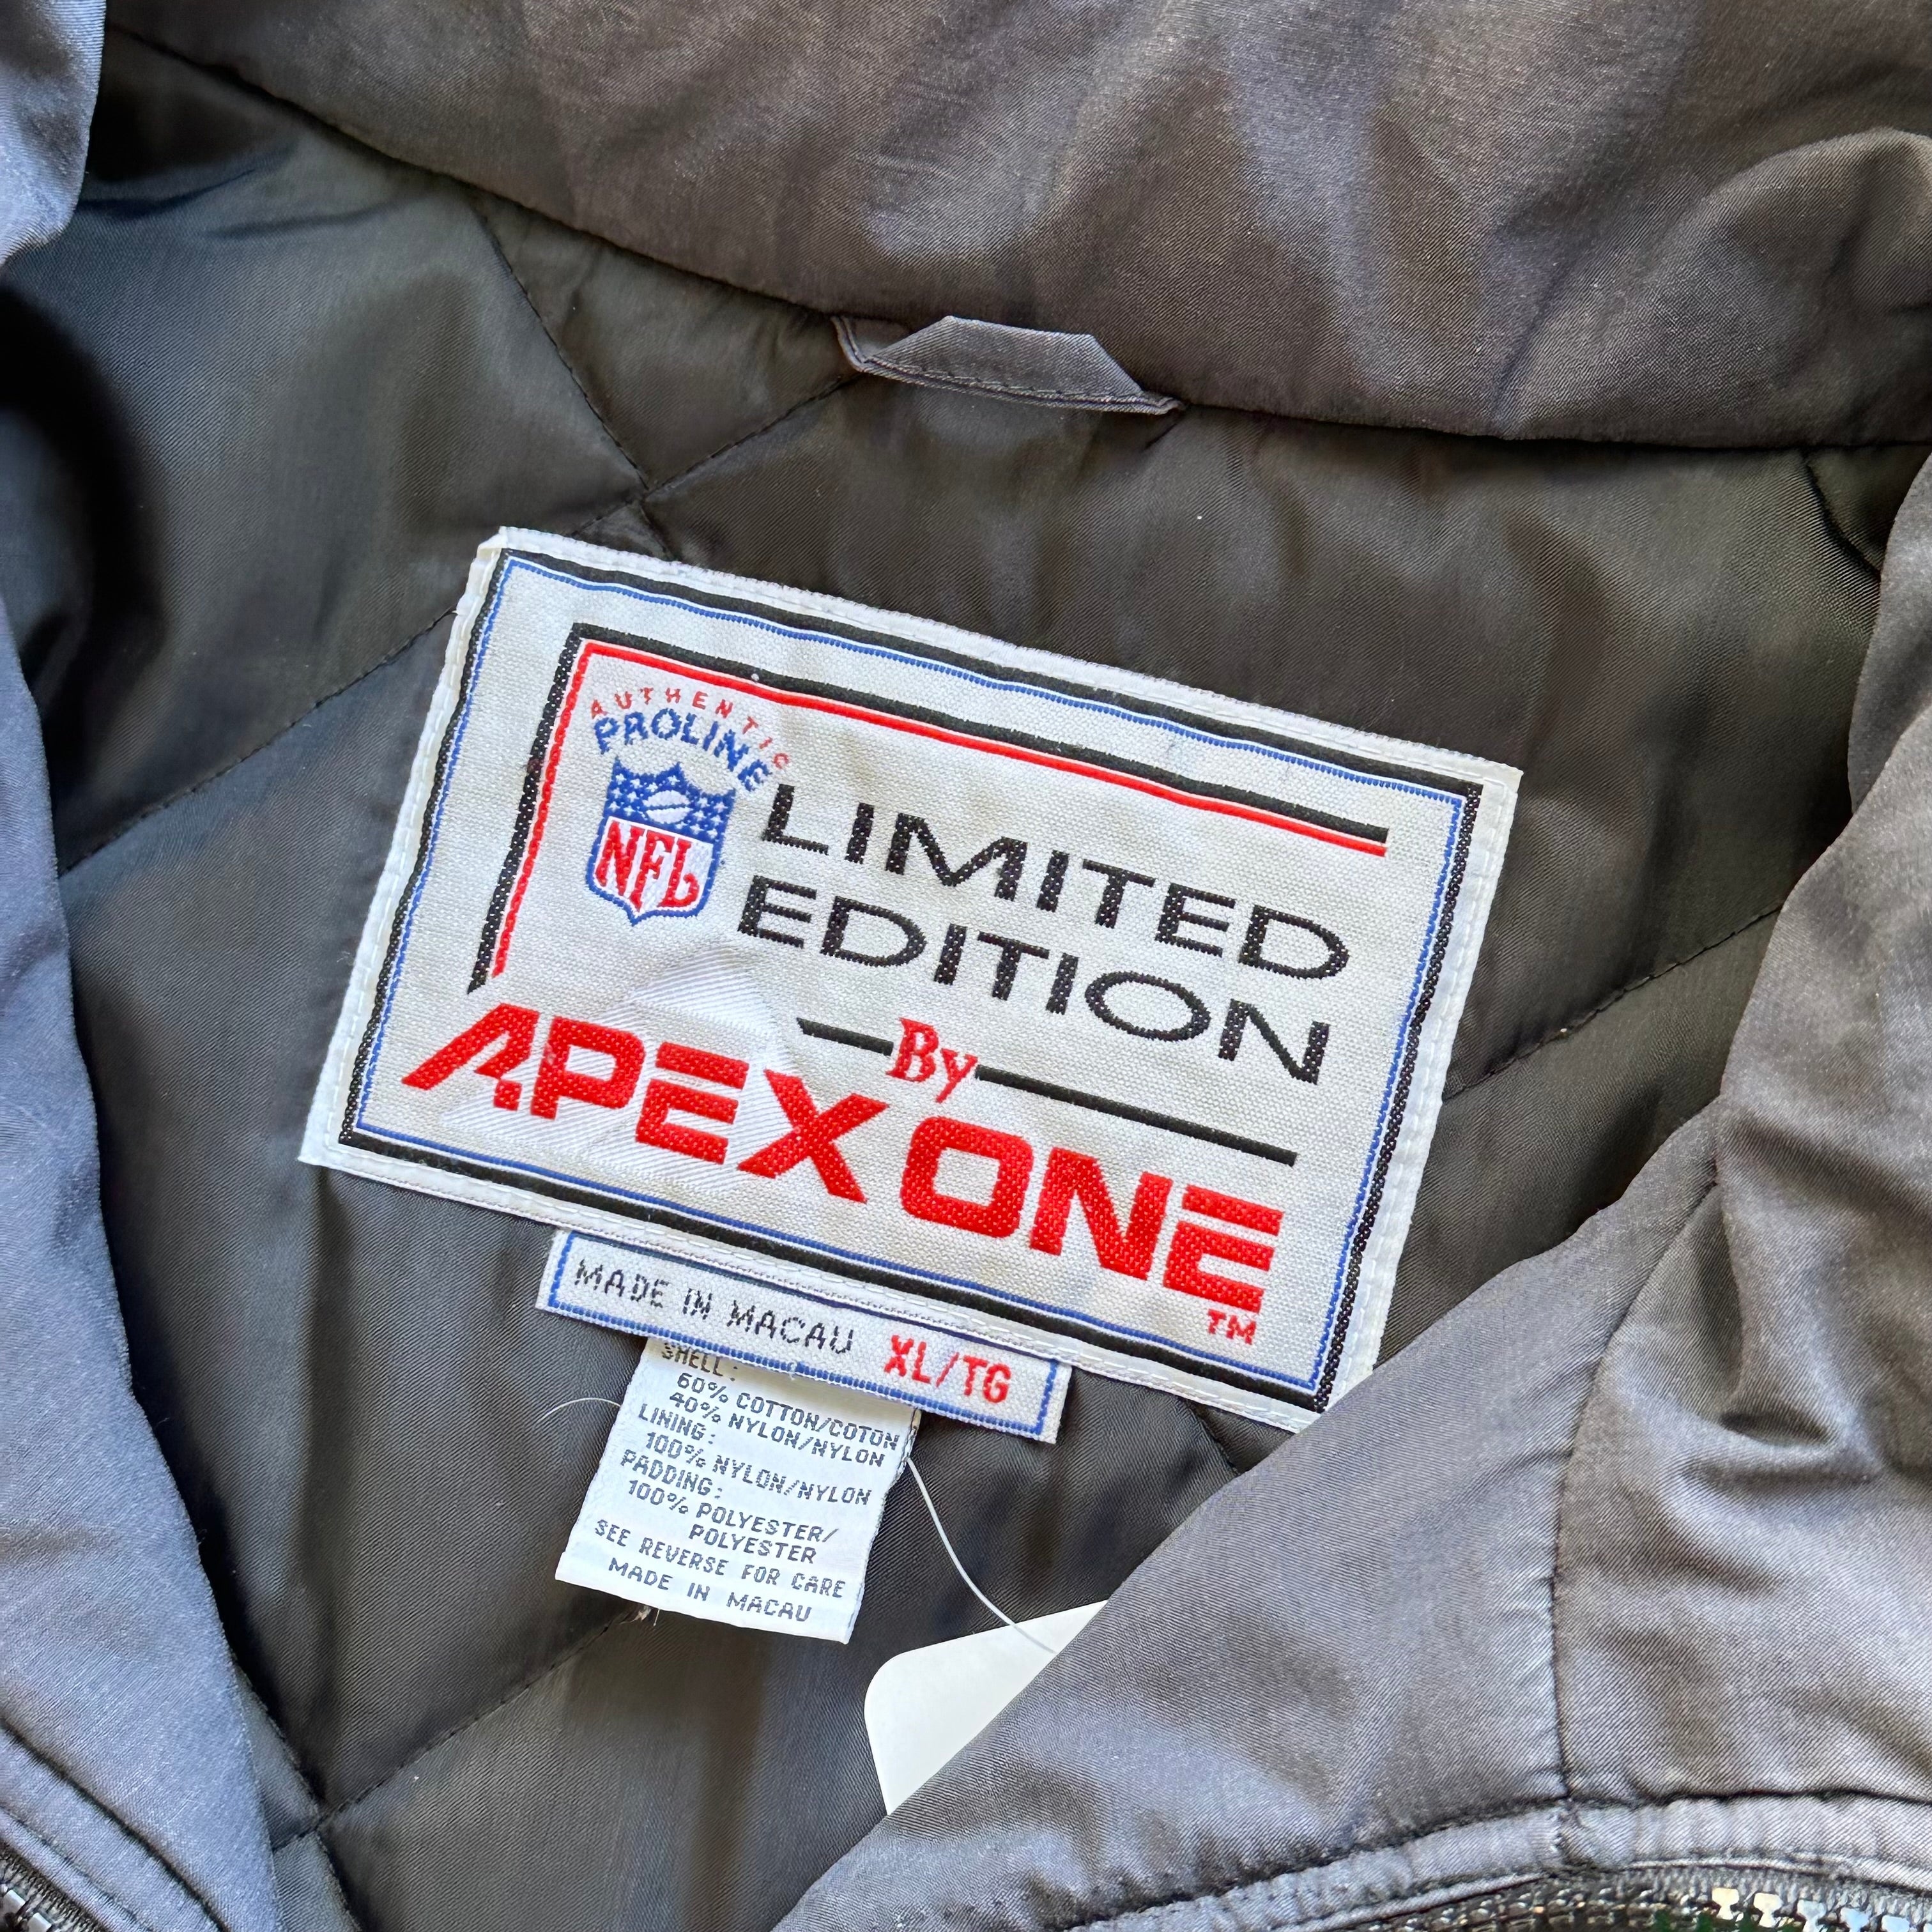 AUTHENTIC
PROLINE
NFL
LIMITED
EDITION
By
APEX ONE
TM
MADE IN MACAU XL/TG
SHELL:
60% COTTON/COTON
40% NYLON/NYLON
LINING:
100% NYLON/NYLON
PADDING:
100% POLYESTER/
POLYESTER
SEE REVERSE FOR CARE
MADE IN MACAU